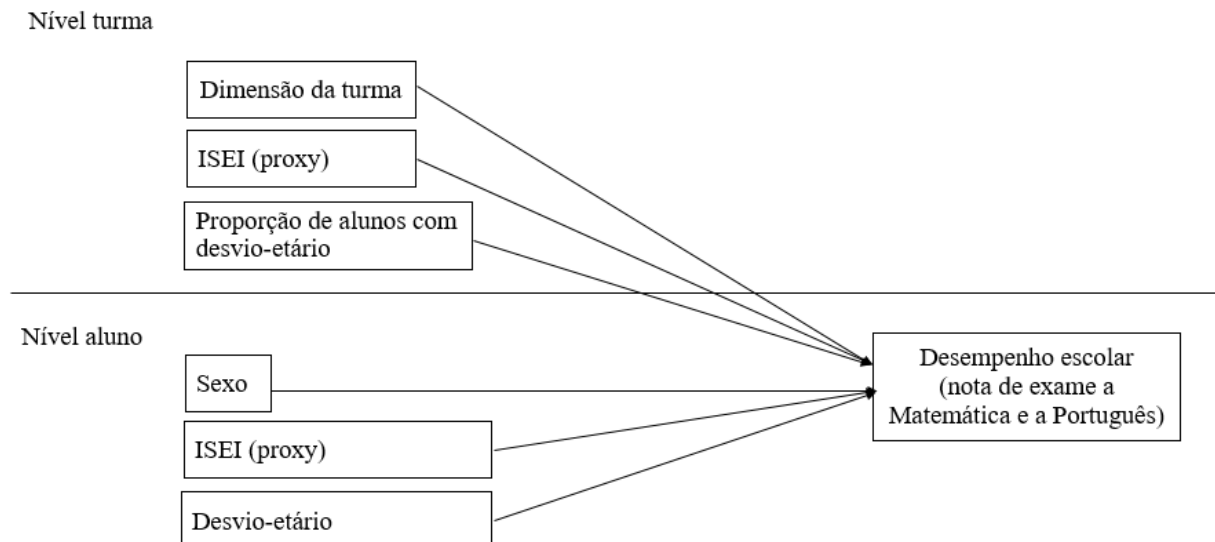 Nível turma
Dimensão da turma
ISEI (proxy)
Proporção de alunos com
desvio-etário
Nível aluno
Sexo
ISEI (proxy)
Desvio-etário
Desempenho escolar
(nota de exame a
Matemática e a Português)